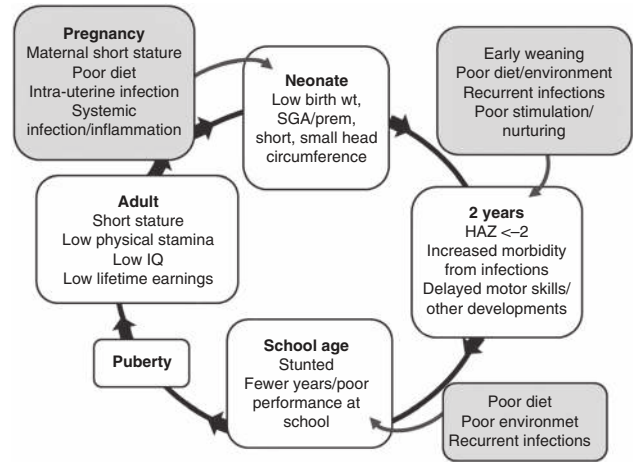 Pregnancy
Maternal short stature
Poor diet
Intra-uterine infection
Systemic
infection/inflammation
Neonate
Low birth wt,
SGA/prem,
short, small head
circumference
Early weaning
Poor diet/environment
Recurrent infections
Poor stimulation/
nurturing
2 years
HAZ <–2
Increased morbidity
from infections
Delayed motor skills/
other developments
Poor diet
Poor environmet
Recurrent infections
School age
Stunted
Fewer years/poor
performance at
school
Puberty
Adult
Short stature
Low physical stamina
Low IQ
Low lifetime earnings